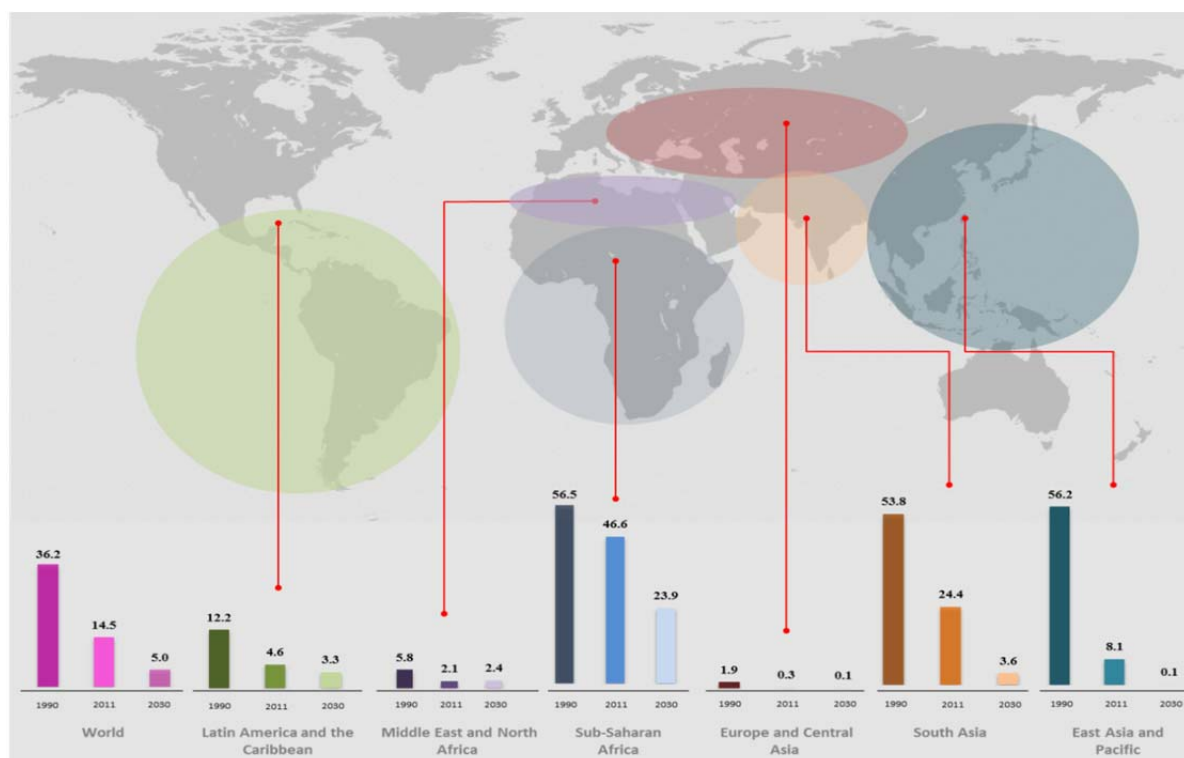 36.2
14.5
5.0
1990 2011 2030
World
12.2
4.6
3.3
1990 2011 2030
Latin America and the
Caribbean
5.8
2.1
2.4
1990 2011 2030
Middle East and North
Africa
56.5
46.6
23.9
1990 2011 2030
Sub-Saharan
Africa
1.9
0.3
0.1
1990 2011 2030
Europe and Central
Asia
53.8
24.4
3.6
1990 2011 2030
South Asia
56.2
8.1
0.1
1990 2011 2030
East Asia and
Pacific